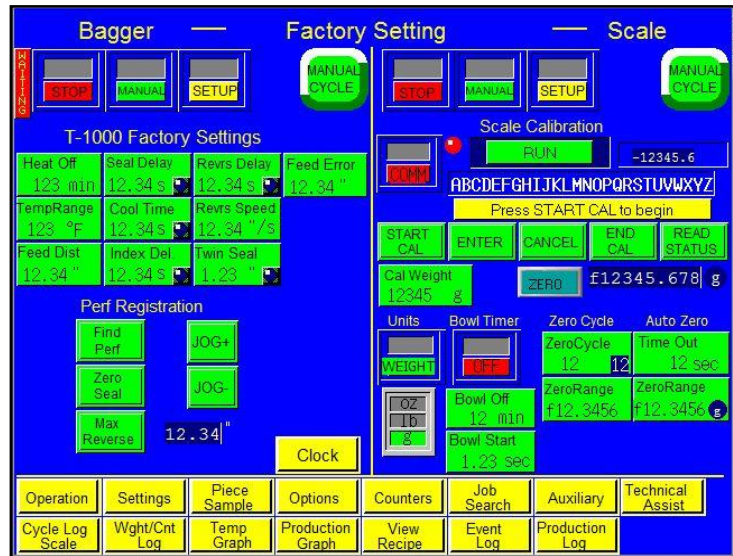 Bagger — Factory Setting — Scale
WAITING
STOP MANUAL SETUP MANUAL CYCLE
STOP MANUAL SETUP MANUAL CYCLE
T-1000 Factory Settings
Heat Off Seal Delay Revrs Delay Feed Error
123 min 12.34 s 12.34 s 12.34 "
TempRange Cool Time Revrs Speed
123 °F 12.34 s 12.34 "/s
Feed Dist Index Del. Twin Seal
12.34 " 12.34 s 1.23 "
Perf Registration
Find Perf JOG+
Zero Seal JOG-
Max Reverse 12.34 "
Clock
Scale Calibration
COMM RUN -12345.6
ABCDEFGHIJKLMNOPQRSTUVWXYZ
Press START CAL to begin
START CAL ENTER CANCEL END CAL READ STATUS
Cal Weight
12345 g ZERO f12345.678 g
Units Bowl Timer Zero Cycle Auto Zero
WEIGHT OFF
ZeroCycle Time Out
12 12 12 sec
OZ
lb
g
Bowl Off
12 min
ZeroRange ZeroRange
f12.3456 f12.3456 g
Bowl Start
1.23 sec
Operation Settings Piece Sample Options Counters Job Search Auxiliary Technical Assist
Cycle Log Scale Wght/Cnt Log Temp Graph Production Graph View Recipe Event Log Production Log